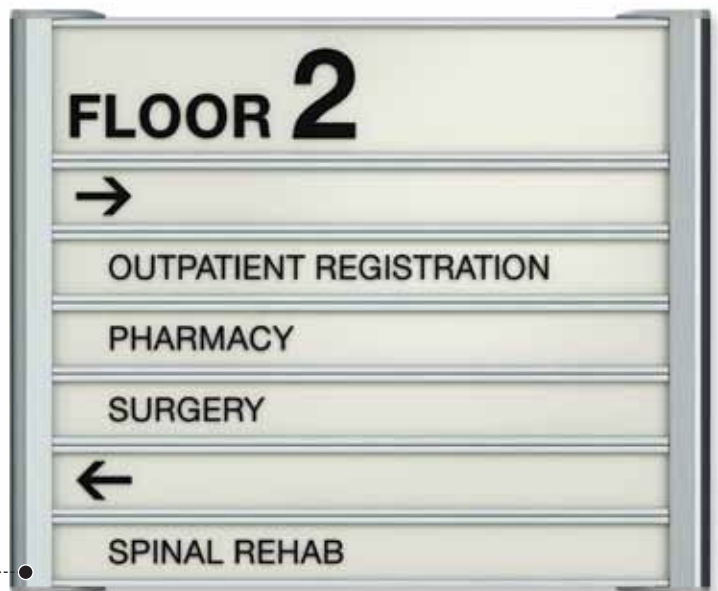 FLOOR 2
→
OUTPATIENT REGISTRATION
PHARMACY
SURGERY
←
SPINAL REHAB